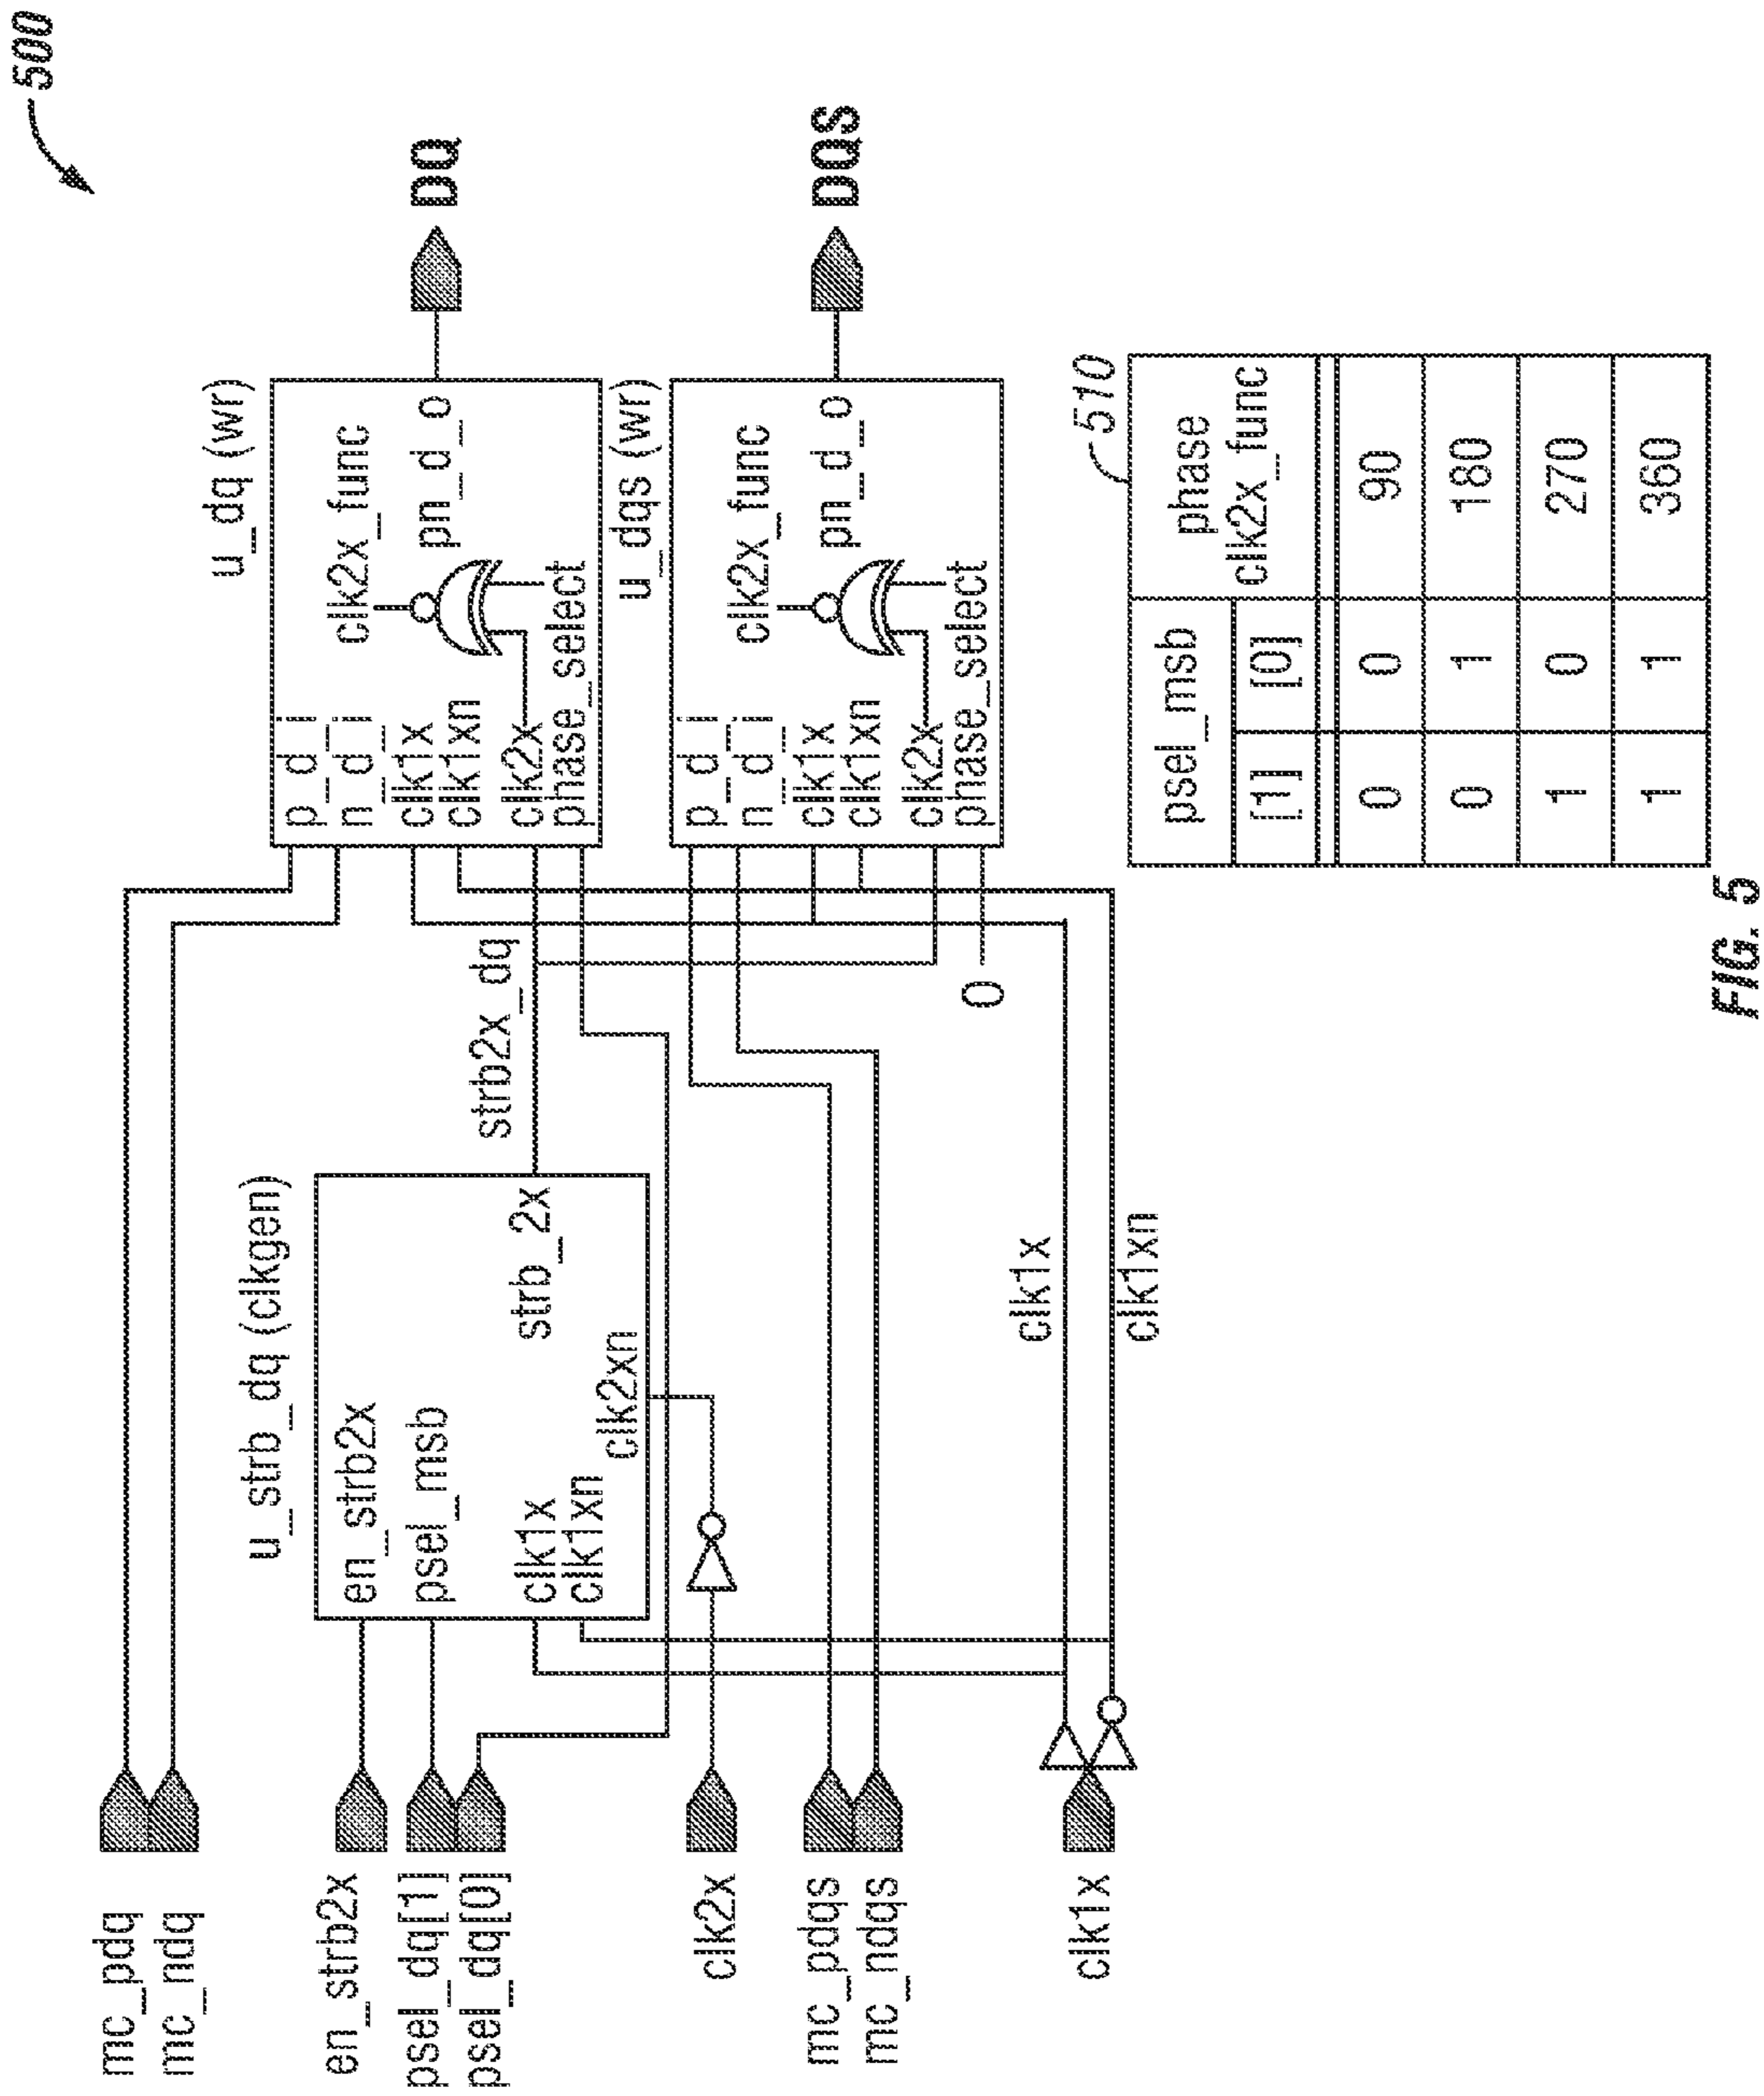 500
mc_pdq
mc_ndq
en_strb2x
psel_dq[1]
psel_dq[0]
clk2x
mc_pdqs
mc_ndqs
clk1x
u_strb_dq (clkgen)
en_strb2x
psel_msb
strb_2x
clk1x
clk1xn
clk2xn
strb2x_dq
clk1x
clk1xn
0
u_dq (wr)
p_d_i
n_d_i
clk2x_func
clk1x
clk1xn
pn_d_o
clk2x
phase_select
DQ
u_dqs (wr)
p_d_i
n_d_i
clk2x_func
clk1x
clk1xn
pn_d_o
clk2x
phase_select
DQS
510
psel_msb phase
[1] [0] clk2x_func
0 0 90
0 1 180
1 0 270
1 1 360
FIG. 5